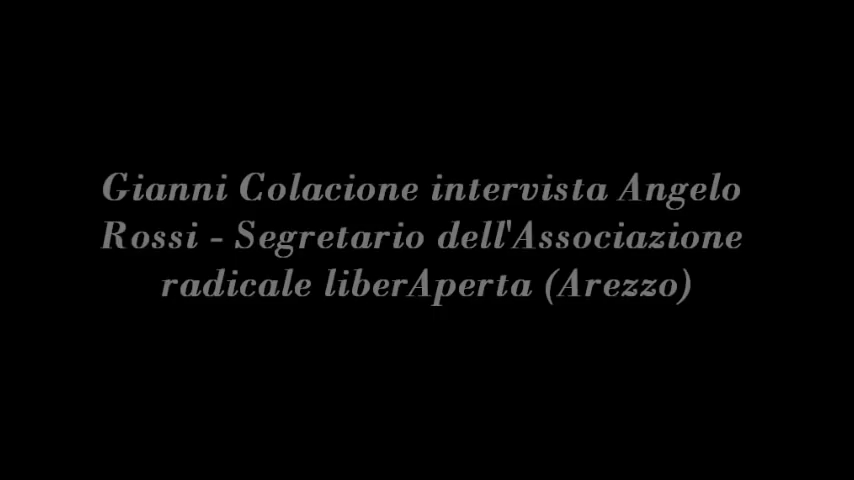 Gianni Colacione intervista Angelo
Rossi - Segretario dell'Associazione
radicale liberAperta (Arezzo)